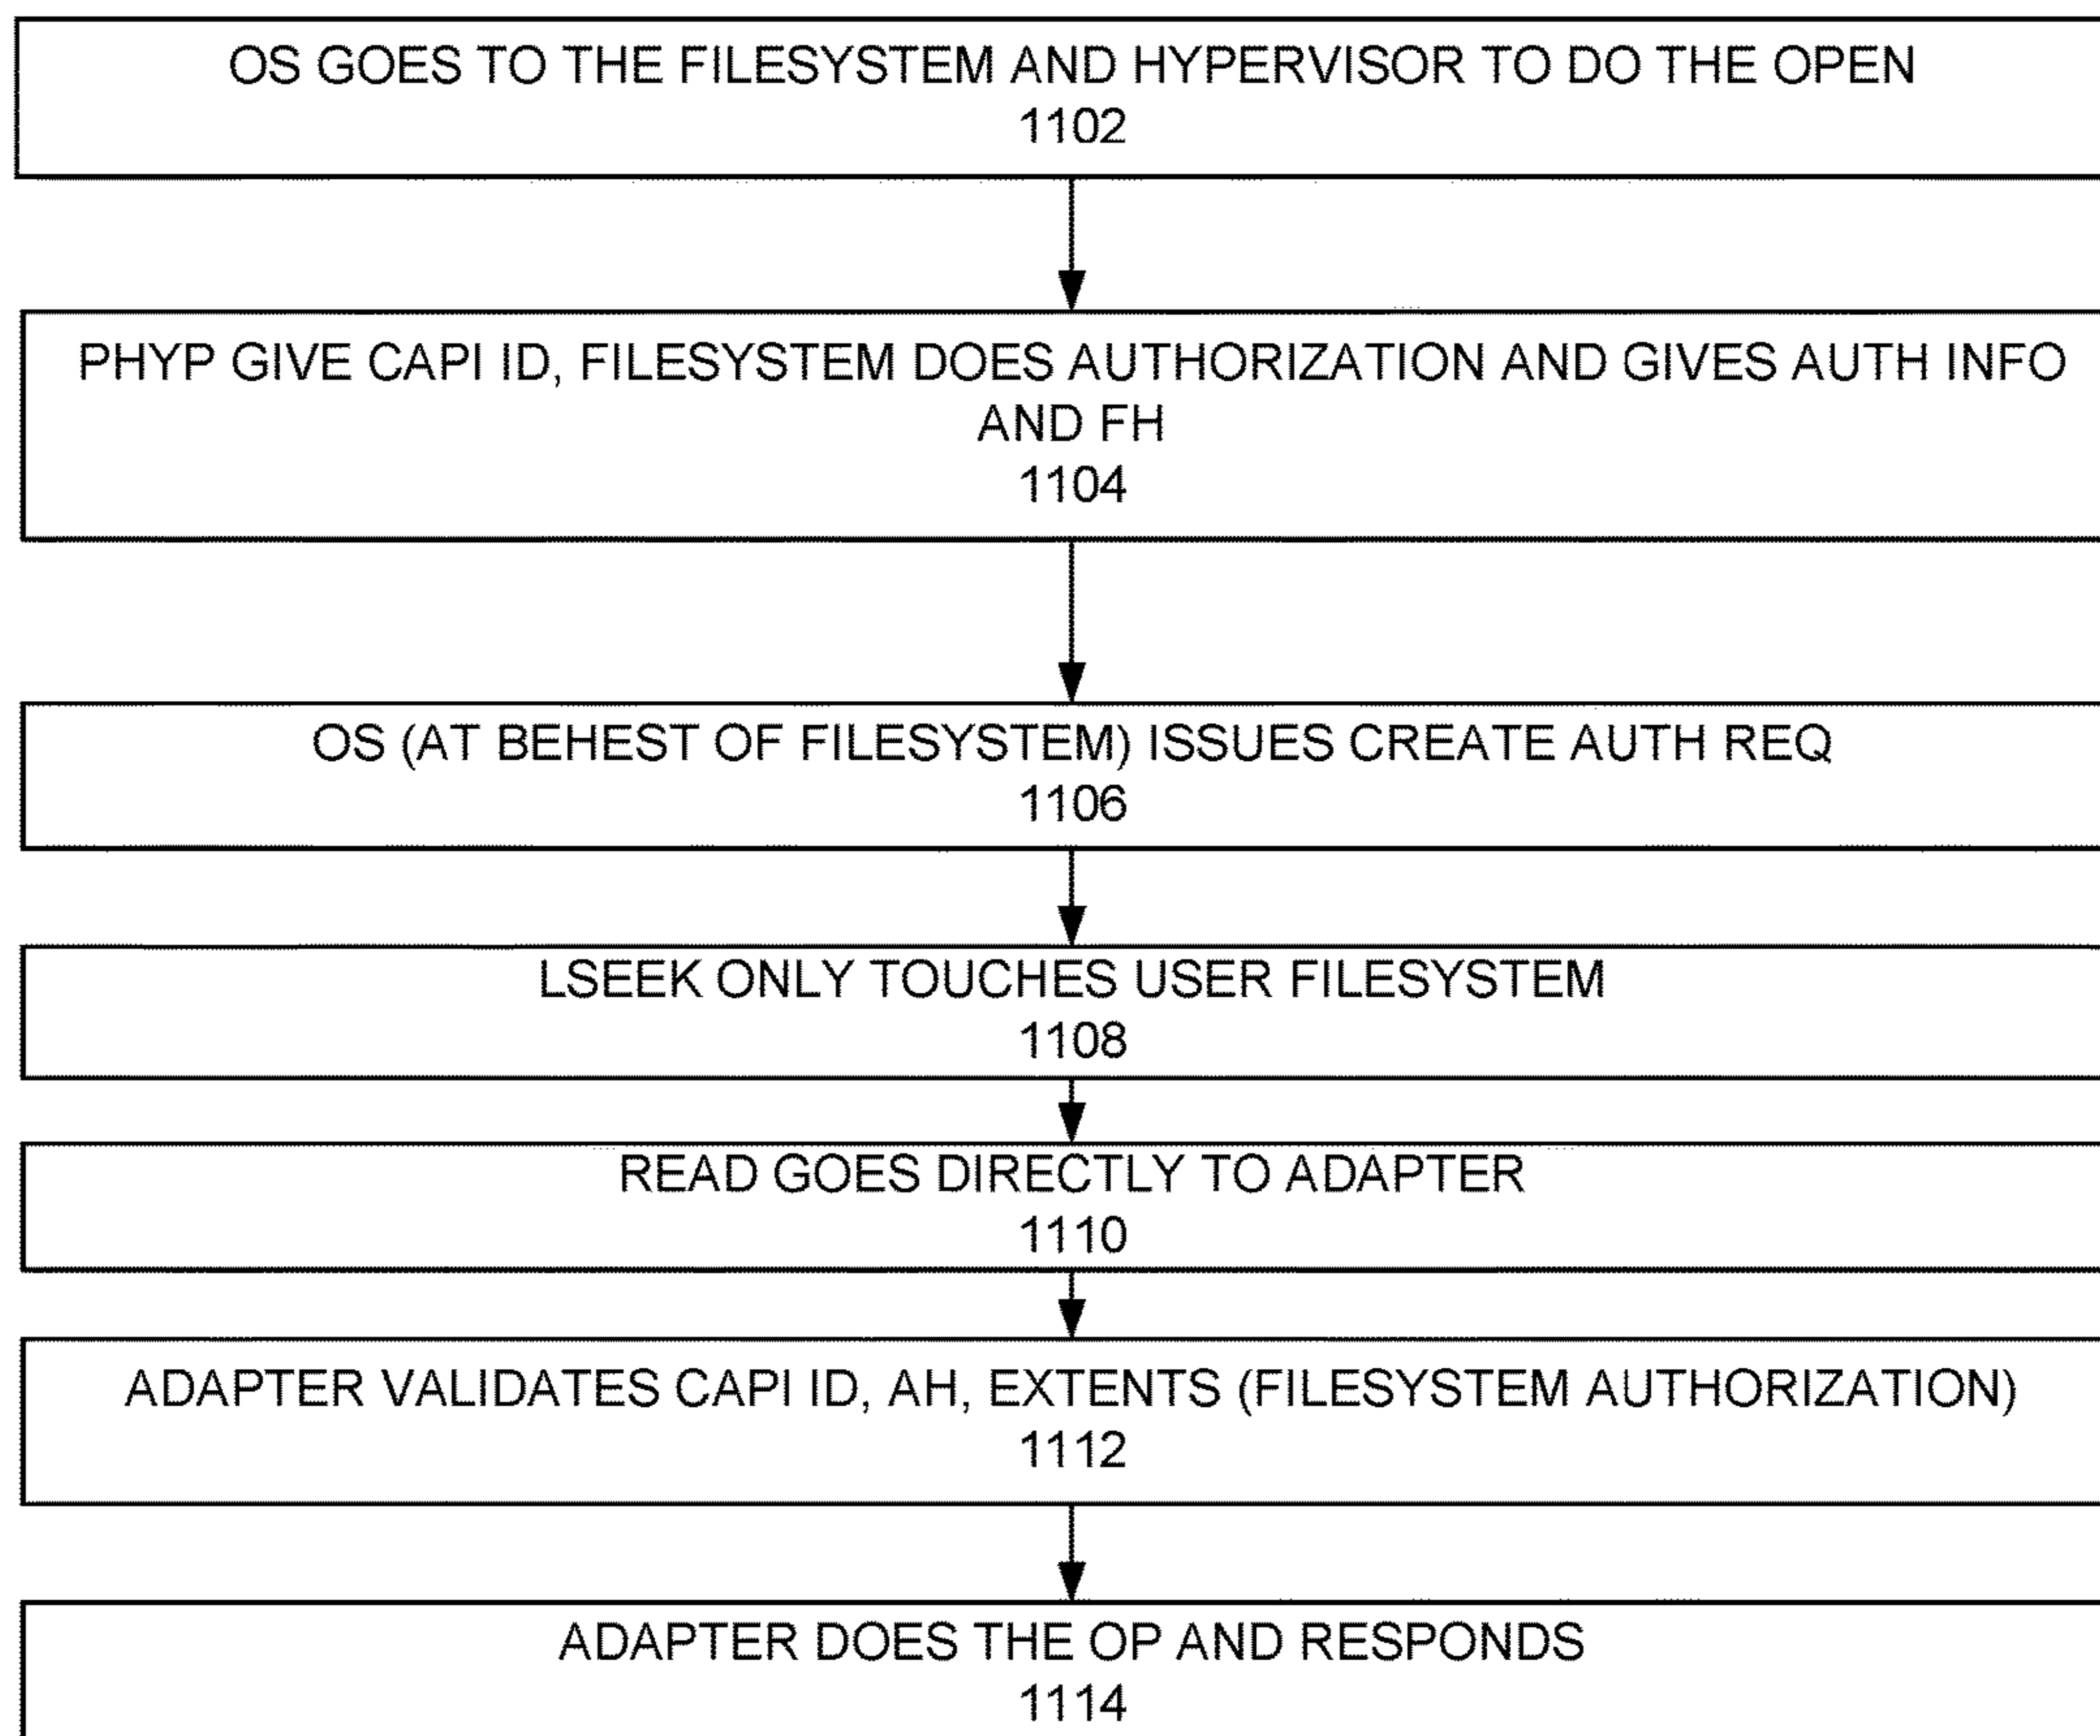 OS GOES TO THE FILESYSTEM AND HYPERVISOR TO DO THE OPEN
1102
PHYP GIVE CAPI ID, FILESYSTEM DOES AUTHORIZATION AND GIVES AUTH INFO
AND FH
1104
OS (AT BEHEST OF FILESYSTEM) ISSUES CREATE AUTH REQ
1106
LSEEK ONLY TOUCHES USER FILESYSTEM
1108
READ GOES DIRECTLY TO ADAPTER
1110
ADAPTER VALIDATES CAPI ID, AH, EXTENTS (FILESYSTEM AUTHORIZATION)
1112
ADAPTER DOES THE OP AND RESPONDS
1114